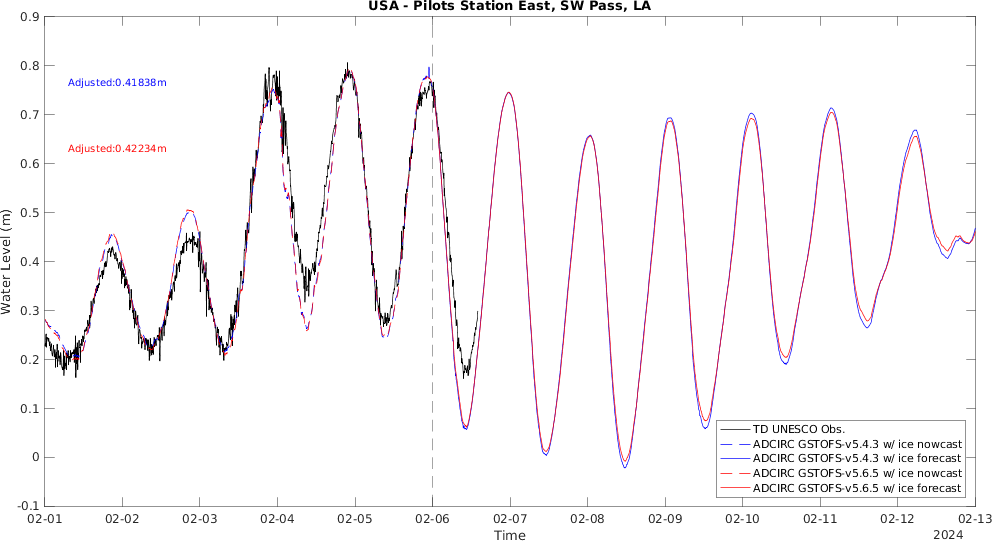 USA - Pilots Station East, SW Pass, LA
0.9
0.8
0.7
0.6
0.5
0.4
0.3
0.2
0.1
0
-0.1
Water Level (m)
Adjusted:0.41838m
Adjusted:0.42234m
TD UNESCO Obs.
ADCIRC GSTOFS-v5.4.3 w/ ice nowcast
ADCIRC GSTOFS-v5.4.3 w/ ice forecast
ADCIRC GSTOFS-v5.6.5 w/ ice nowcast
ADCIRC GSTOFS-v5.6.5 w/ ice forecast
02-01 02-02 02-03 02-04 02-05 02-06 02-07 02-08 02-09 02-10 02-11 02-12 02-13
Time
2024